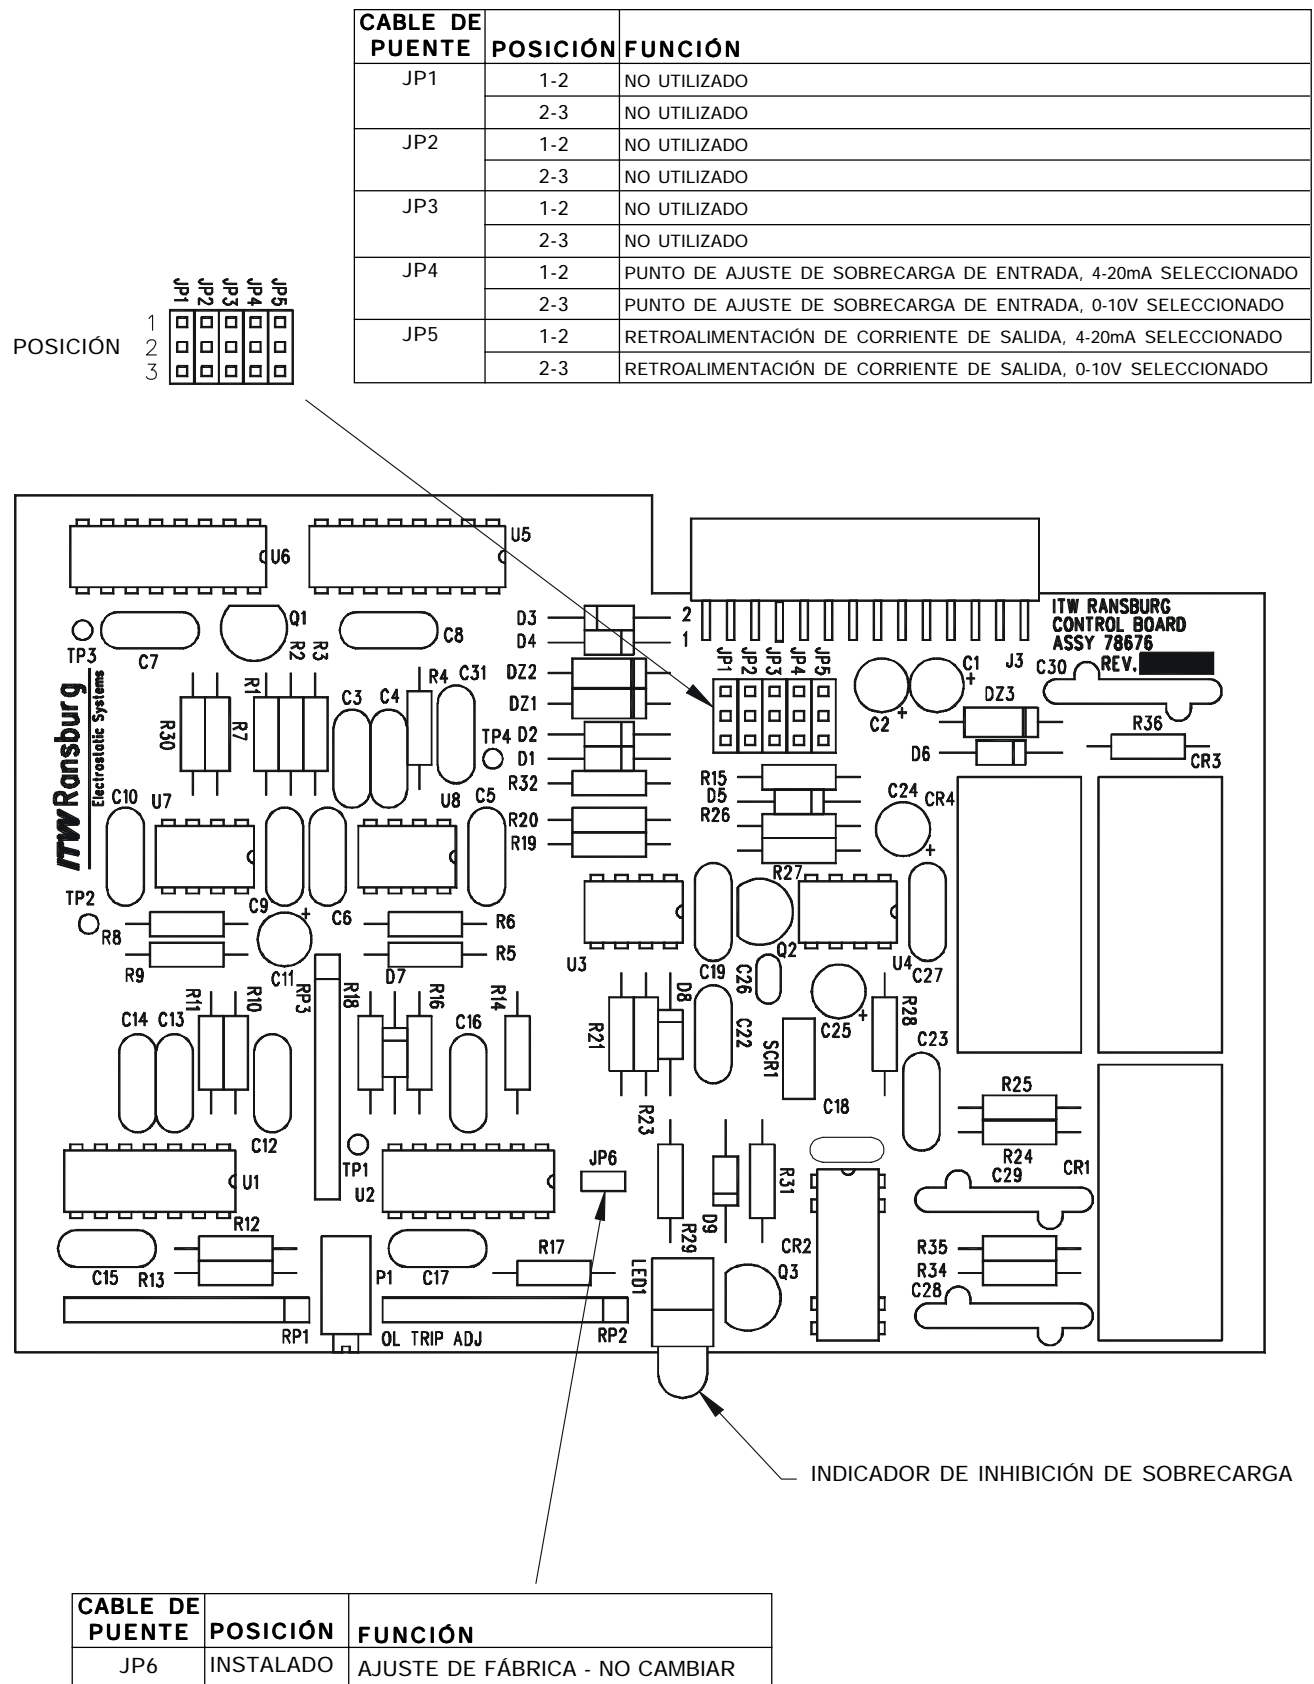 CABLE DE PUENTE POSICIÓN FUNCIÓN
JP1 1-2 NO UTILIZADO
2-3 NO UTILIZADO
JP2 1-2 NO UTILIZADO
2-3 NO UTILIZADO
JP3 1-2 NO UTILIZADO
2-3 NO UTILIZADO
JP4 1-2 PUNTO DE AJUSTE DE SOBRECARGA DE ENTRADA, 4-20mA SELECCIONADO
2-3 PUNTO DE AJUSTE DE SOBRECARGA DE ENTRADA, 0-10V SELECCIONADO
JP5 1-2 RETROALIMENTACIÓN DE CORRIENTE DE SALIDA, 4-20mA SELECCIONADO
2-3 RETROALIMENTACIÓN DE CORRIENTE DE SALIDA, 0-10V SELECCIONADO
JP1 JP2 JP3 JP4 JP5
POSICIÓN
1
2
3
U6 U5
D3 2
D4 1
ITW RANSBURG
CONTROL BOARD
ASSY 78676
REV.
TP3 C7 Q1 R2 R3 C8
JP1 JP2 JP3 JP4 JP5
J3 C1 C30
C2 + +
DZ3
DZ2
DZ1
R30 R7 R1 C3 C4 R4 C31
TP4 D2
D1
R32
D6 R36 CR3
ITW Ransburg
Electrostatic Systems
C10 U7 U8 C5
R20
R19
R15
D5
R26
R27
C24 CR4
+
TP2
R8
R9
C9 C11 + C6
R6
R5
D7
U3 C19 Q2 C26 U4 C27
C14 C13 R11 R10 RP3 R18 R16 C16 R14
R21 R23 D8 C22 SCR1 C25 + R28 C23
C18
R25
R24
C12 TP1
U1 U2
JP6
R29 D9 R31
C29 CR1
C15 R12
R13
P1 C17 R17
LED1 Q3 CR2
R35
R34
C28
RP1 OL TRIP ADJ RP2
INDICADOR DE INHIBICIÓN DE SOBRECARGA
CABLE DE PUENTE POSICIÓN FUNCIÓN
JP6 INSTALADO AJUSTE DE FÁBRICA - NO CAMBIAR